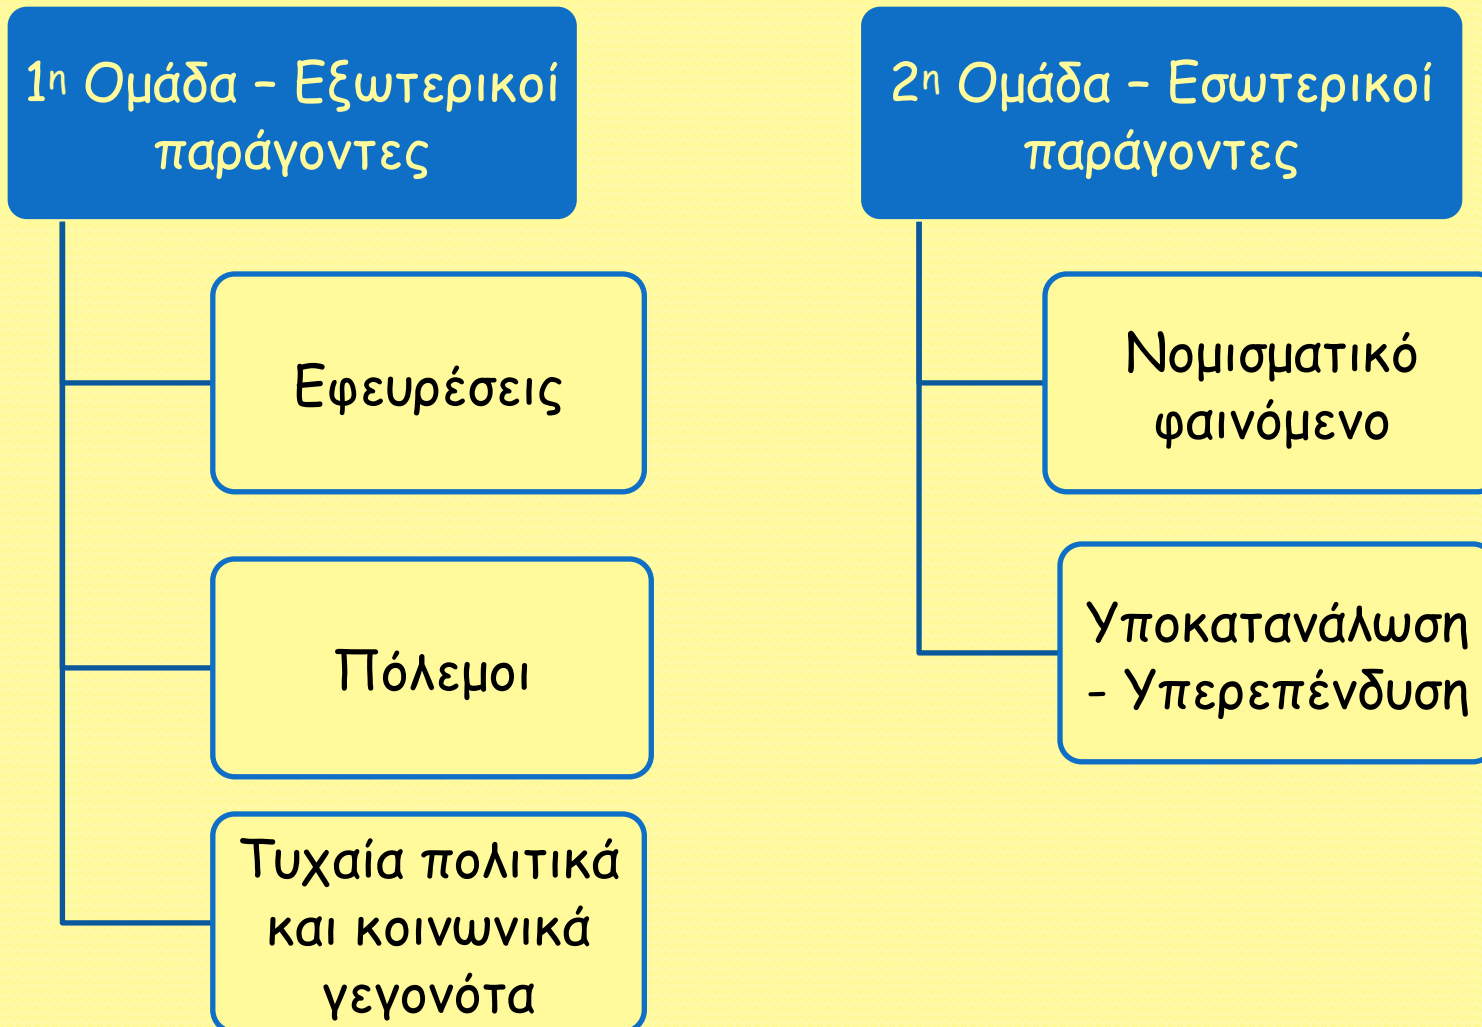 1η Ομάδα – Εξωτερικοί
παράγοντες
Εφευρέσεις
Πόλεμοι
Τυχαία πολιτικά
και κοινωνικά
γεγονότα
2η Ομάδα – Εσωτερικοί
παράγοντες
Νομισματικό
φαινόμενο
Υποκατανάλωση
- Υπερεπένδυση